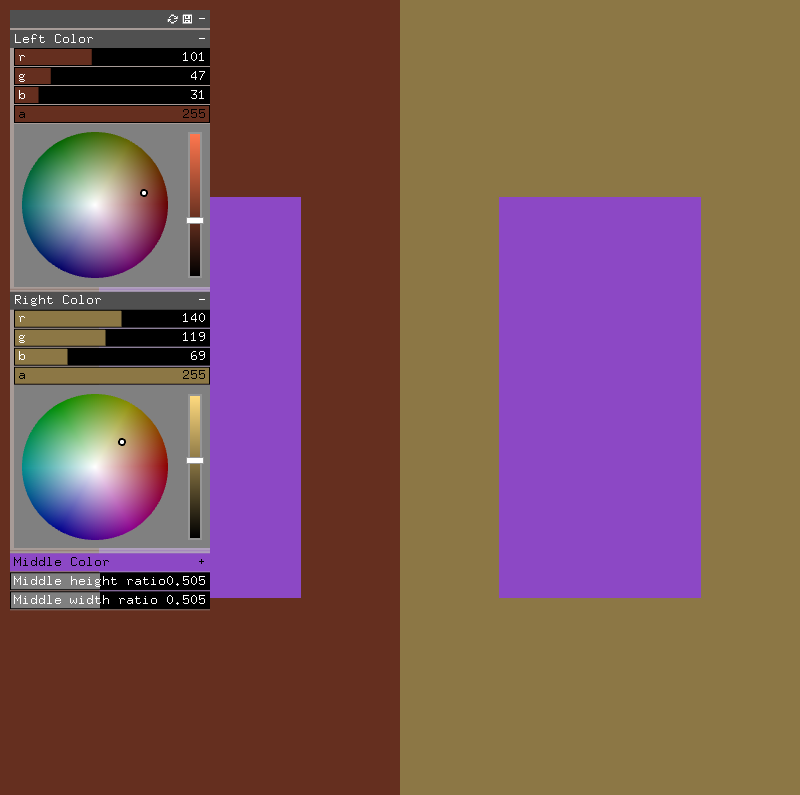 Left Color −
r 101
g 47
b 31
a 255
Right Color −
r 140
g 119
b 69
a 255
Middle Color +
Middle height ratio0.505
Middle width ratio 0.505